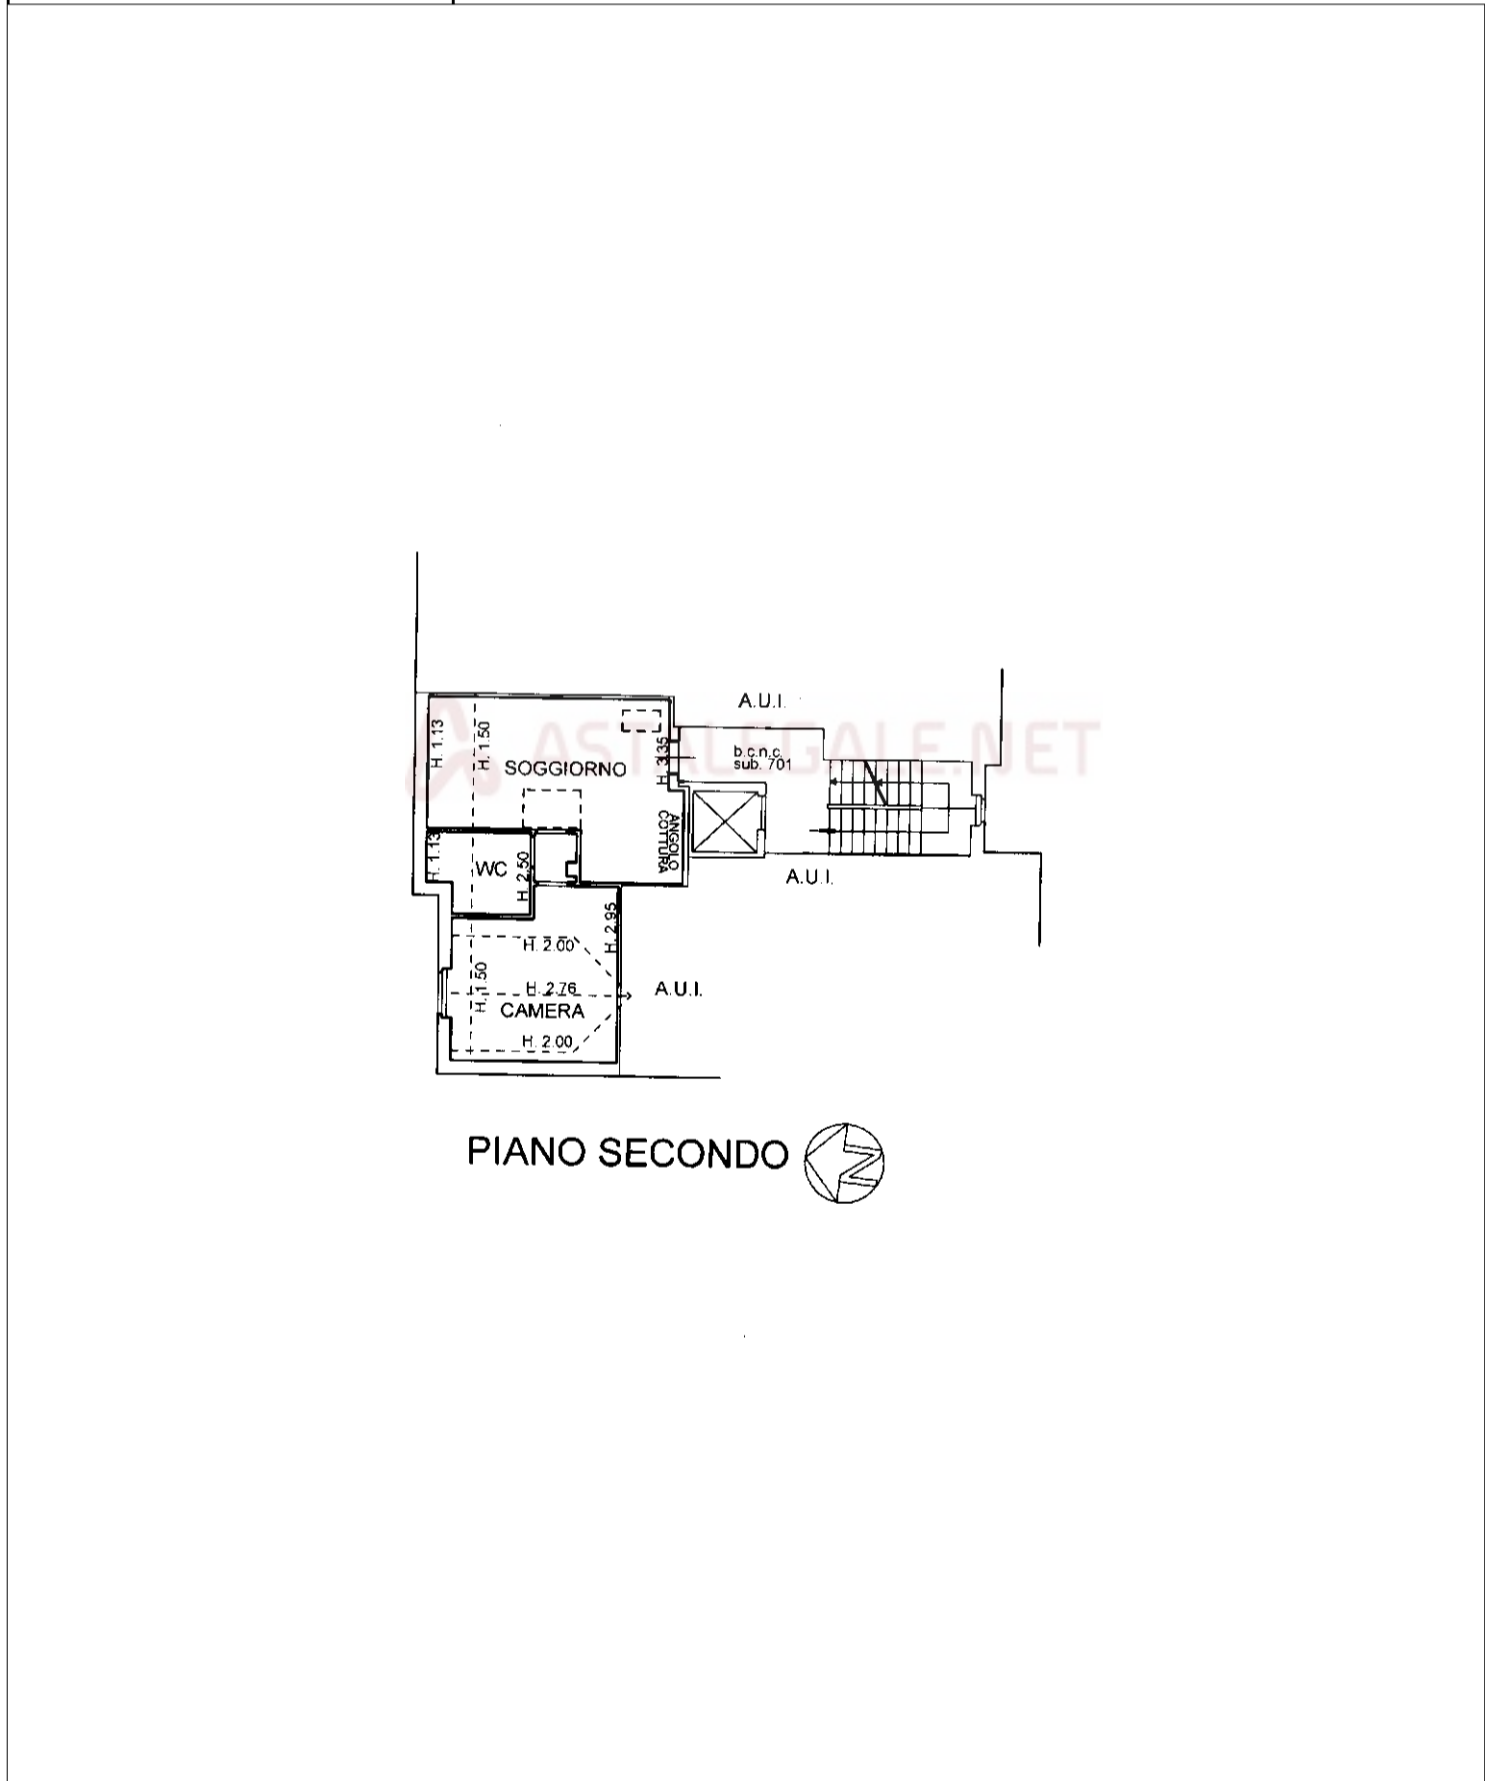 A.U.I.
ASTALEGALE.NET
H. 1.13
H. 1.50
SOGGIORNO
H. 3.35
b.c.n.c.
sub. 701
ANGOLO
COTTURA
H. 1.13
WC
H. 2.50
A.U.I.
H. 2.95
H. 2.00
H. 1.50
H. 2.76
CAMERA
A.U.I.
H. 2.00
PIANO SECONDO
N